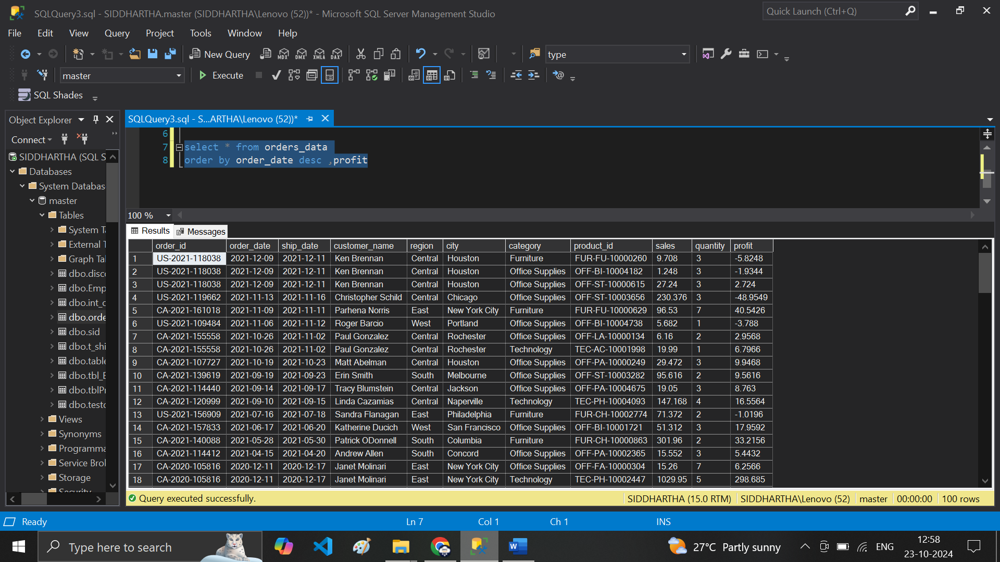 SQLQuery3.sql - SIDDHARTHA.master (SIDDHARTHA\Lenovo (52))* - Microsoft SQL Server Management Studio
Quick Launch (Ctrl+Q)
File Edit View Query Project Tools Window Help
New Query MDX DMX XMLA DAX type
master Execute
SQL Shades
Object Explorer
Connect
SIDDHARTHA (SQL S
Databases
System Databas
master
Tables
System Ta
External T
Graph Tal
dbo.disco
dbo.Emp
dbo.int_c
dbo.orde
dbo.sid
dbo.t_shi
dbo.table
dbo.tbl_E
dbo.tblPr
dbo.testc
Views
Synonyms
Programma
Service Brol
Storage
Security
SQLQuery3.sql - S...ARTHA\Lenovo (52))*
6
7 select * from orders_data
8 order by order_date desc ,profit
100 %
Results Messages
order_id order_date ship_date customer_name region city category product_id sales quantity profit
1 US-2021-118038 2021-12-09 2021-12-11 Ken Brennan Central Houston Furniture FUR-FU-10000260 9.708 3 -5.8248
2 US-2021-118038 2021-12-09 2021-12-11 Ken Brennan Central Houston Office Supplies OFF-BI-10004182 1.248 3 -1.9344
3 US-2021-118038 2021-12-09 2021-12-11 Ken Brennan Central Houston Office Supplies OFF-ST-10000615 27.24 3 2.724
4 US-2021-119662 2021-11-13 2021-11-16 Christopher Schild Central Chicago Office Supplies OFF-ST-10003656 230.376 3 -48.9549
5 CA-2021-161018 2021-11-09 2021-11-11 Parhena Norris East New York City Furniture FUR-FU-10000629 96.53 7 40.5426
6 US-2021-109484 2021-11-06 2021-11-12 Roger Barcio West Portland Office Supplies OFF-BI-10004738 5.682 1 -3.788
7 CA-2021-155558 2021-10-26 2021-11-02 Paul Gonzalez Central Rochester Office Supplies OFF-LA-10000134 6.16 2 2.9568
8 CA-2021-155558 2021-10-26 2021-11-02 Paul Gonzalez Central Rochester Technology TEC-AC-10001998 19.99 1 6.7966
9 CA-2021-107727 2021-10-19 2021-10-23 Matt Abelman Central Houston Office Supplies OFF-PA-10000249 29.472 3 9.9468
10 CA-2021-139619 2021-09-19 2021-09-23 Erin Smith South Melbourne Office Supplies OFF-ST-10003282 95.616 2 9.5616
11 CA-2021-114440 2021-09-14 2021-09-17 Tracy Blumstein Central Jackson Office Supplies OFF-PA-10004675 19.05 3 8.763
12 CA-2021-120999 2021-09-10 2021-09-15 Linda Cazamias Central Naperville Technology TEC-PH-10004093 147.168 4 16.5564
13 US-2021-156909 2021-07-16 2021-07-18 Sandra Flanagan East Philadelphia Furniture FUR-CH-10002774 71.372 2 -1.0196
14 CA-2021-157833 2021-06-17 2021-06-20 Katherine Ducich West San Francisco Office Supplies OFF-BI-10001721 51.312 3 17.9592
15 CA-2021-140088 2021-05-28 2021-05-30 Patrick ODonnell South Columbia Furniture FUR-CH-10000863 301.96 2 33.2156
16 CA-2021-114412 2021-04-15 2021-04-20 Andrew Allen South Concord Office Supplies OFF-PA-10002365 15.552 3 5.4432
17 CA-2020-105816 2020-12-11 2020-12-17 Janet Molinari East New York City Office Supplies OFF-FA-10000304 15.26 7 6.2566
18 CA-2020-105816 2020-12-11 2020-12-17 Janet Molinari East New York City Technology TEC-PH-10002447 1029.95 5 298.685
Query executed successfully. SIDDHARTHA (15.0 RTM) SIDDHARTHA\Lenovo (52) master 00:00:00 100 rows
Ready Ln 7 Col 1 Ch 1 INS
Type here to search 27°C Partly sunny ENG 12:58
23-10-2024